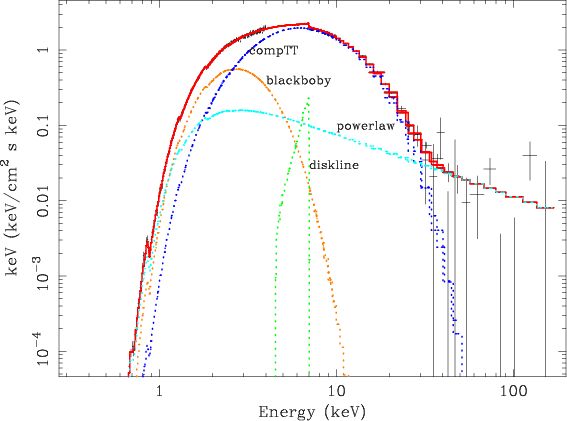 1
compTT
blackboby
0.1
powerlaw
diskline
0.01
10⁻³
10⁻⁴
keV (keV/cm² s keV)
1
10
100
Energy (keV)